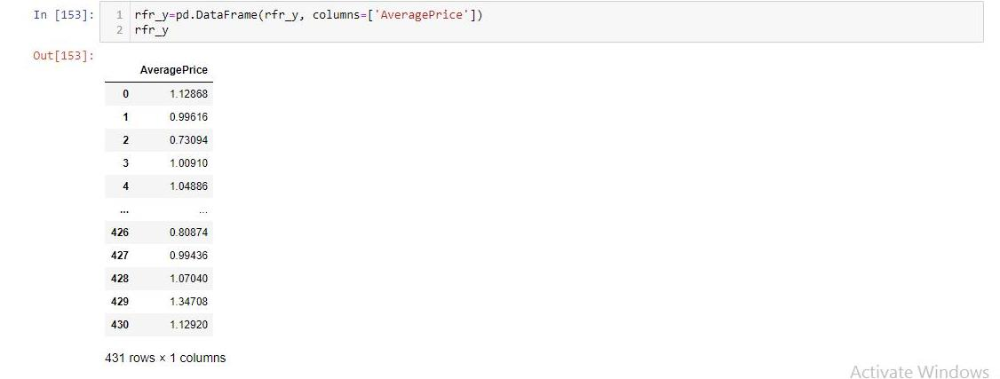 In [153]: 1 rfr_y=pd.DataFrame(rfr_y, columns=['AveragePrice'])
2 rfr_y
Out[153]:
AveragePrice
0 1.12868
1 0.99616
2 0.73094
3 1.00910
4 1.04886
... ...
426 0.80874
427 0.99436
428 1.07040
429 1.34708
430 1.12920
431 rows × 1 columns
Activate Windows